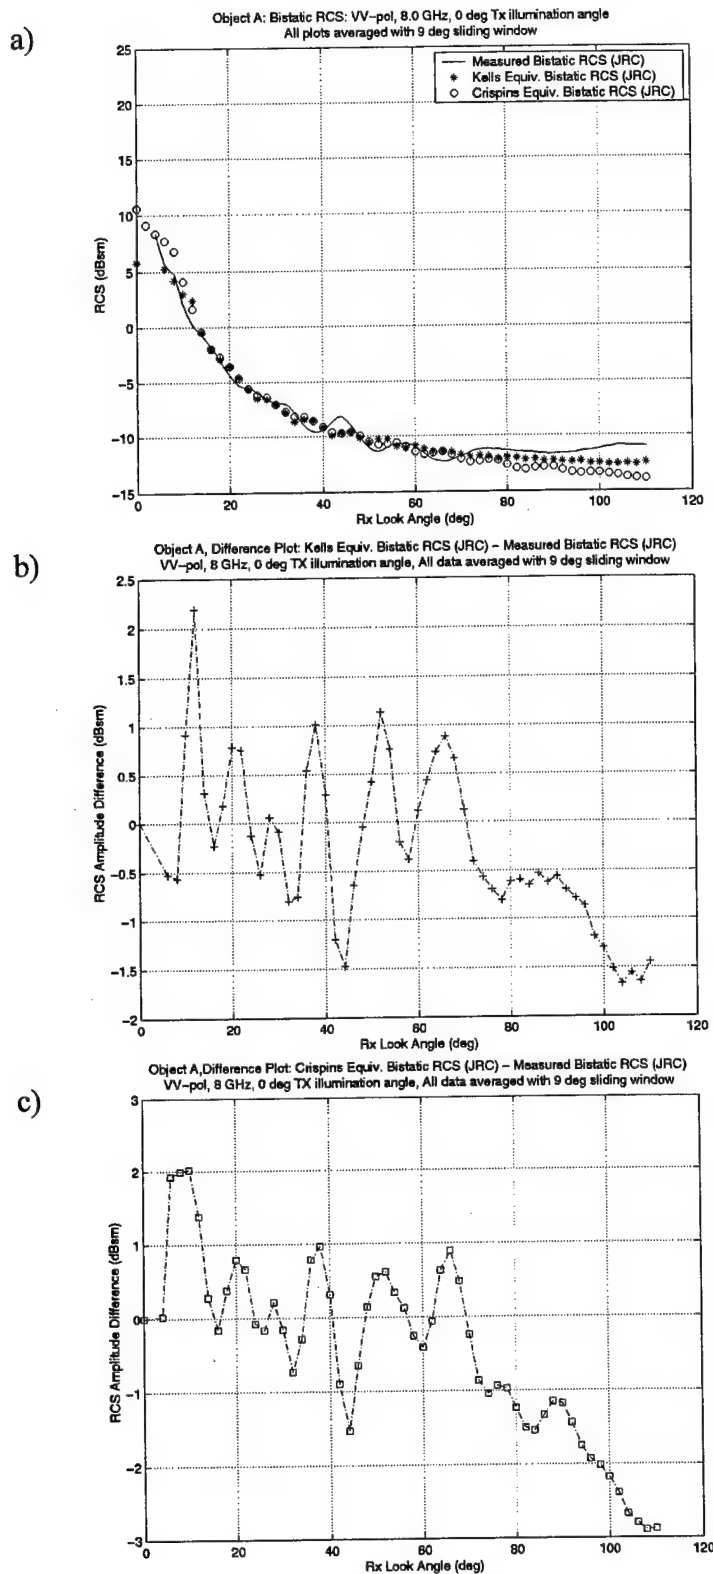 a)
Object A: Bistatic RCS: VV-pol, 8.0 GHz, 0 deg Tx illumination angle
All plots averaged with 9 deg sliding window
Measured Bistatic RCS (JRC)
Kells Equiv. Bistatic RCS (JRC)
Crispins Equiv. Bistatic RCS (JRC)
25
20
15
10
5
0
-5
-10
-15
RCS (dBsm)
0 20 40 60 80 100 120
Rx Look Angle (deg)
b)
Object A, Difference Plot: Kells Equiv. Bistatic RCS (JRC) – Measured Bistatic RCS (JRC)
VV-pol, 8 GHz, 0 deg TX illumination angle, All data averaged with 9 deg sliding window
2.5
2
1.5
1
0.5
0
-0.5
-1
-1.5
-2
RCS Amplitude Difference (dBsm)
0 20 40 60 80 100 120
Rx Look Angle (deg)
c)
Object A,Difference Plot: Crispins Equiv. Bistatic RCS (JRC) – Measured Bistatic RCS (JRC)
VV-pol, 8 GHz, 0 deg TX illumination angle, All data averaged with 9 deg sliding window
3
2
1
0
-1
-2
-3
RCS Amplitude Difference (dBsm)
0 20 40 60 80 100 120
Rx Look Angle (deg)